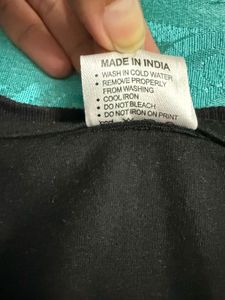 MADE IN INDIA
• WASH IN COLD WATER
• REMOVE PROPERLY
FROM WASHING
• COOL IRON
• DO NOT BLEACH
• DO NOT IRON ON PRINT